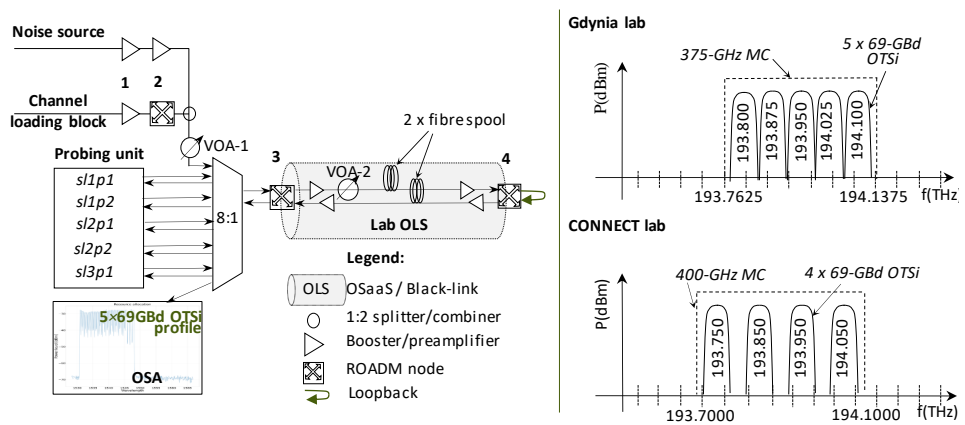 Noise source
1
2
Channel
loading block
VOA-1
Probing unit
sl1p1
sl1p2
sl2p1
sl2p2
sl3p1
8:1
3
4
2 x fibre spool
VOA-2
Lab OLS
5×69GBd OTSi
profile
OSA
Legend:
OLS
OSaaS / Black-link
1:2 splitter/combiner
Booster/preamplifier
ROADM node
Loopback
Gdynia lab
375-GHz MC
5 x 69-GBd
OTSi
P(dBm)
193.800
193.875
193.950
194.025
194.100
193.7625
194.1375
f(THz)
CONNECT lab
400-GHz MC
4 x 69-GBd OTSi
P(dBm)
193.750
193.850
193.950
194.050
193.7000
194.1000
f(THz)